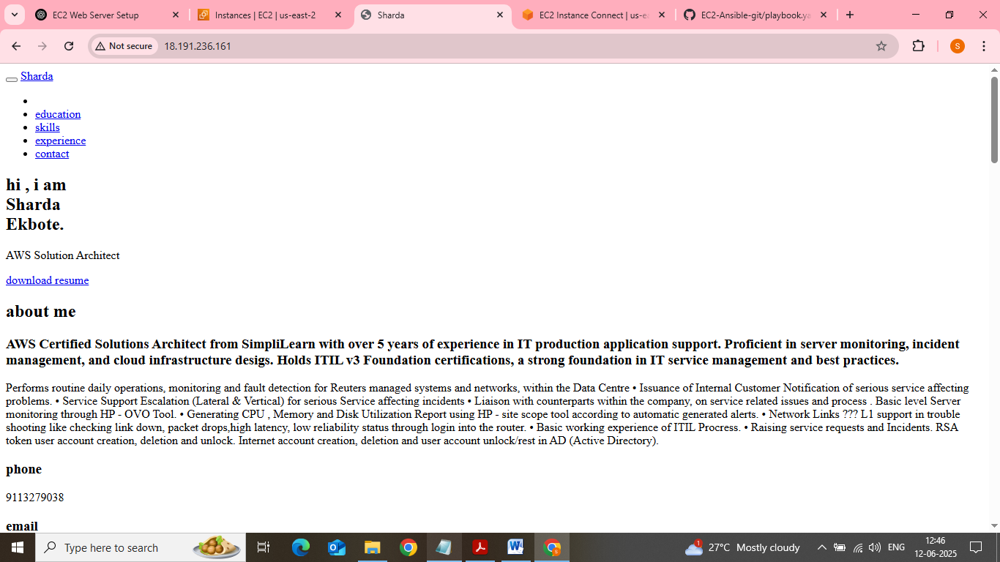 EC2 Web Server Setup
Instances | EC2 | us-east-2
Sharda
EC2 Instance Connect | us-ea
EC2-Ansible-git/playbook.ya
Not secure
18.191.236.161
S
Sharda
education
skills
experience
contact
hi , i am
Sharda
Ekbote.
AWS Solution Architect
download resume
about me
AWS Certified Solutions Architect from SimpliLearn with over 5 years of experience in IT production application support. Proficient in server monitoring, incident
management, and cloud infrastructure desigs. Holds ITIL v3 Foundation certifications, a strong foundation in IT service management and best practices.
Performs routine daily operations, monitoring and fault detection for Reuters managed systems and networks, within the Data Centre • Issuance of Internal Customer Notification of serious service affecting
problems. • Service Support Escalation (Lateral & Vertical) for serious Service affecting incidents • Liaison with counterparts within the company, on service related issues and process . Basic level Server
monitoring through HP - OVO Tool. • Generating CPU , Memory and Disk Utilization Report using HP - site scope tool according to automatic generated alerts. • Network Links ??? L1 support in trouble
shooting like checking link down, packet drops,high latency, low reliability status through login into the router. • Basic working experience of ITIL Procress. • Raising service requests and Incidents. RSA
token user account creation, deletion and unlock. Internet account creation, deletion and user account unlock/rest in AD (Active Directory).
phone
9113279038
email
Type here to search
1
27°C Mostly cloudy
ENG
12:46
12-06-2025